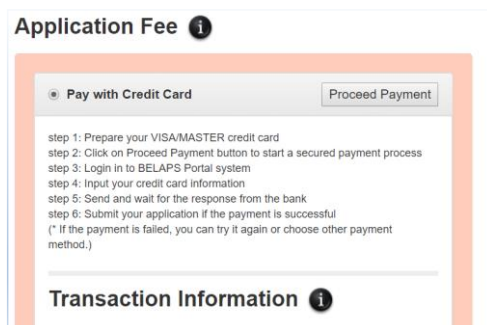 Application Fee
Pay with Credit Card
Proceed Payment
step 1: Prepare your VISA/MASTER credit card
step 2: Click on Proceed Payment button to start a secured payment process
step 3: Login in to BELAPS Portal system
step 4: Input your credit card information
step 5: Send and wait for the response from the bank
step 6: Submit your application if the payment is successful
(* If the payment is failed, you can try it again or choose other payment
method.)
Transaction Information